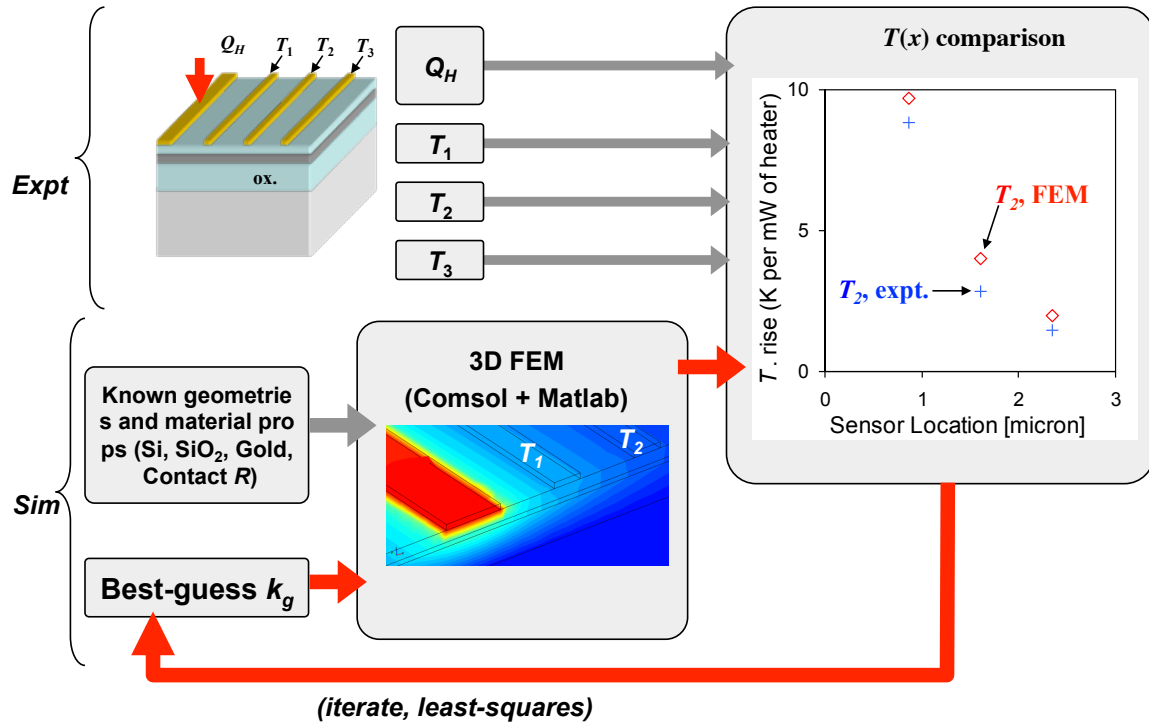 Expt
Q_H
T_1
T_2
T_3
ox.
Q_H
T_1
T_2
T_3
T(x) comparison
T. rise (K per mW of heater)
10
5
0
0
1
2
3
Sensor Location [micron]
T_2, FEM
T_2, expt.
Sim
Known geometrie
s and material pro
ps (Si, SiO_2, Gold,
Contact R)
Best-guess k_g
3D FEM
(Comsol + Matlab)
T_1
T_2
(iterate, least-squares)